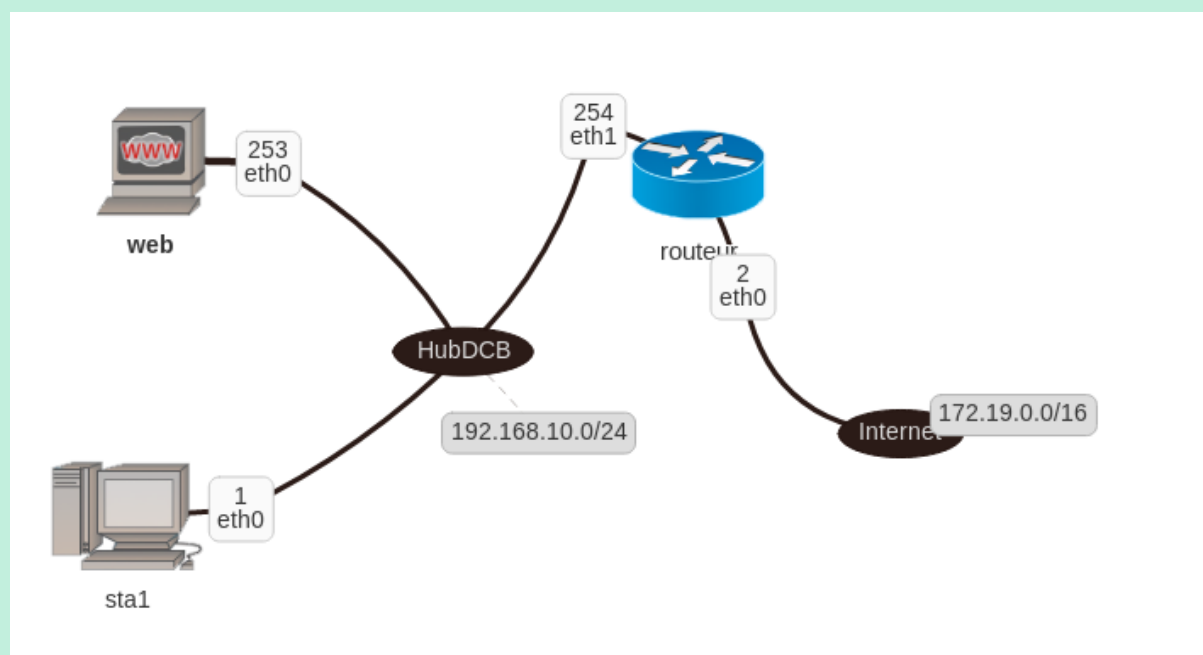 WWW
253
eth0
web
254
eth1
routeur
2
eth0
HubDCB
192.168.10.0/24
Internet
172.19.0.0/16
1
eth0
sta1